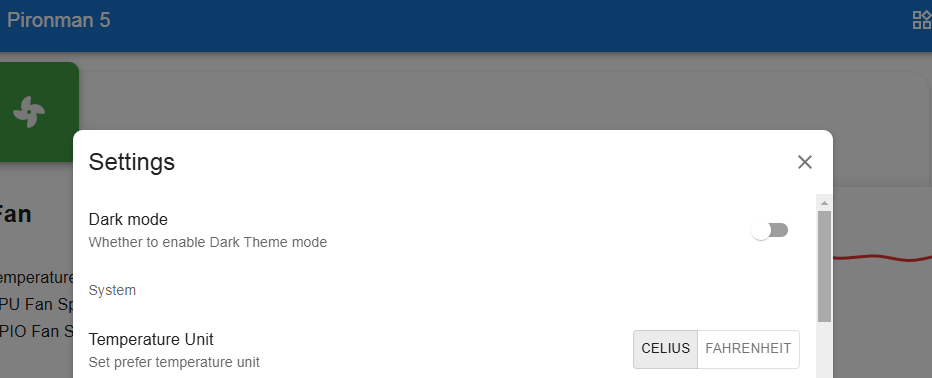 Pironman 5
Settings
Dark mode
Whether to enable Dark Theme mode
Fan
System
emperature
PU Fan Sp
PIO Fan S
Temperature Unit
Set prefer temperature unit
CELIUS
FAHRENHEIT